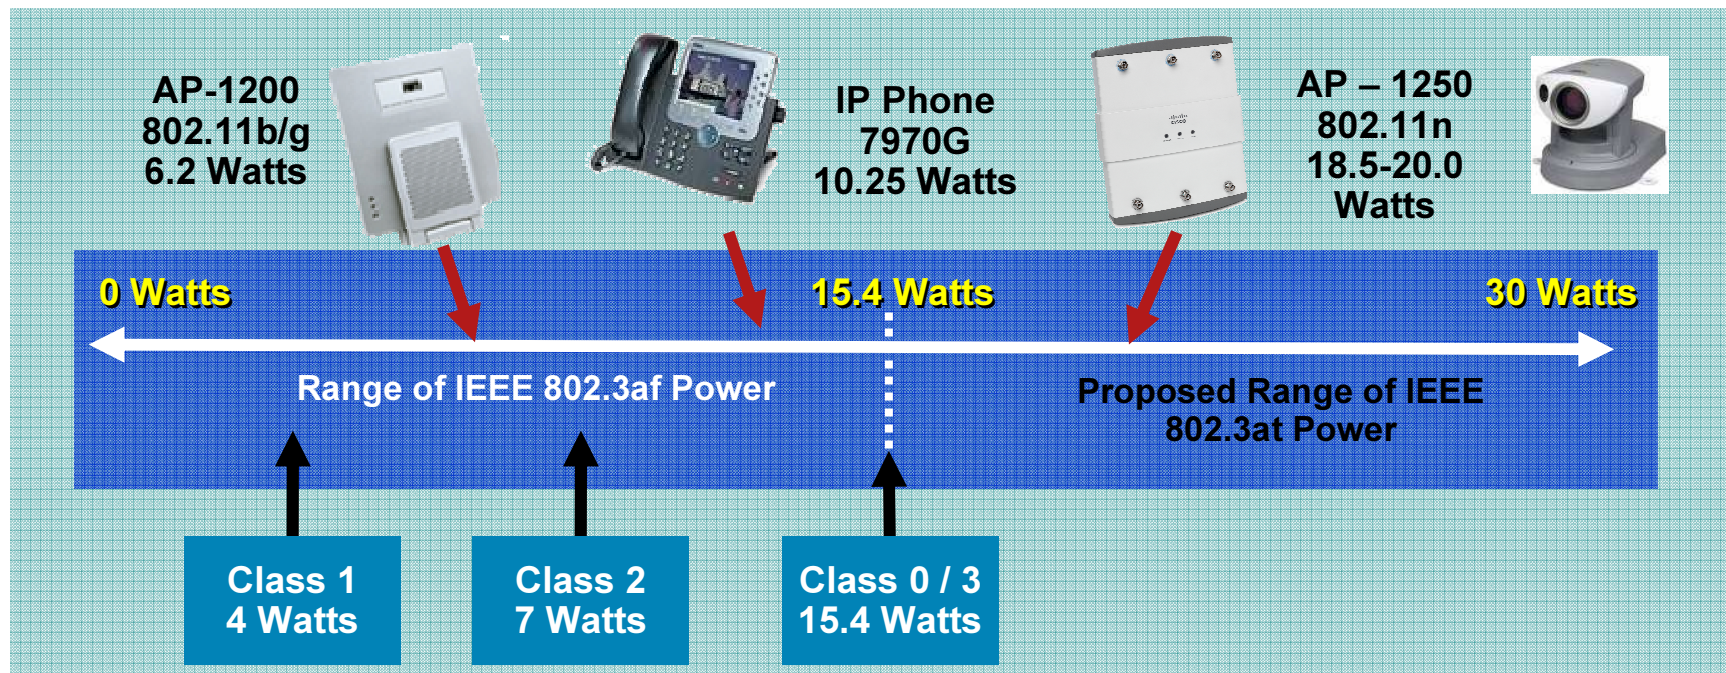 AP-1200
802.11b/g
6.2 Watts
IP Phone
7970G
10.25 Watts
CISCO
AP – 1250
802.11n
18.5-20.0
Watts
0 Watts
15.4 Watts
30 Watts
Range of IEEE 802.3af Power
Proposed Range of IEEE
802.3at Power
Class 1
4 Watts
Class 2
7 Watts
Class 0 / 3
15.4 Watts